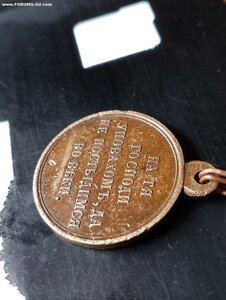 © www.FORUMS-SU.com
НА ТЯ
ГОСПОДИ
УПОВАХОМЪ, ДА
НЕ ПОСТЫДИМСЯ
ВО ВѢКИ.